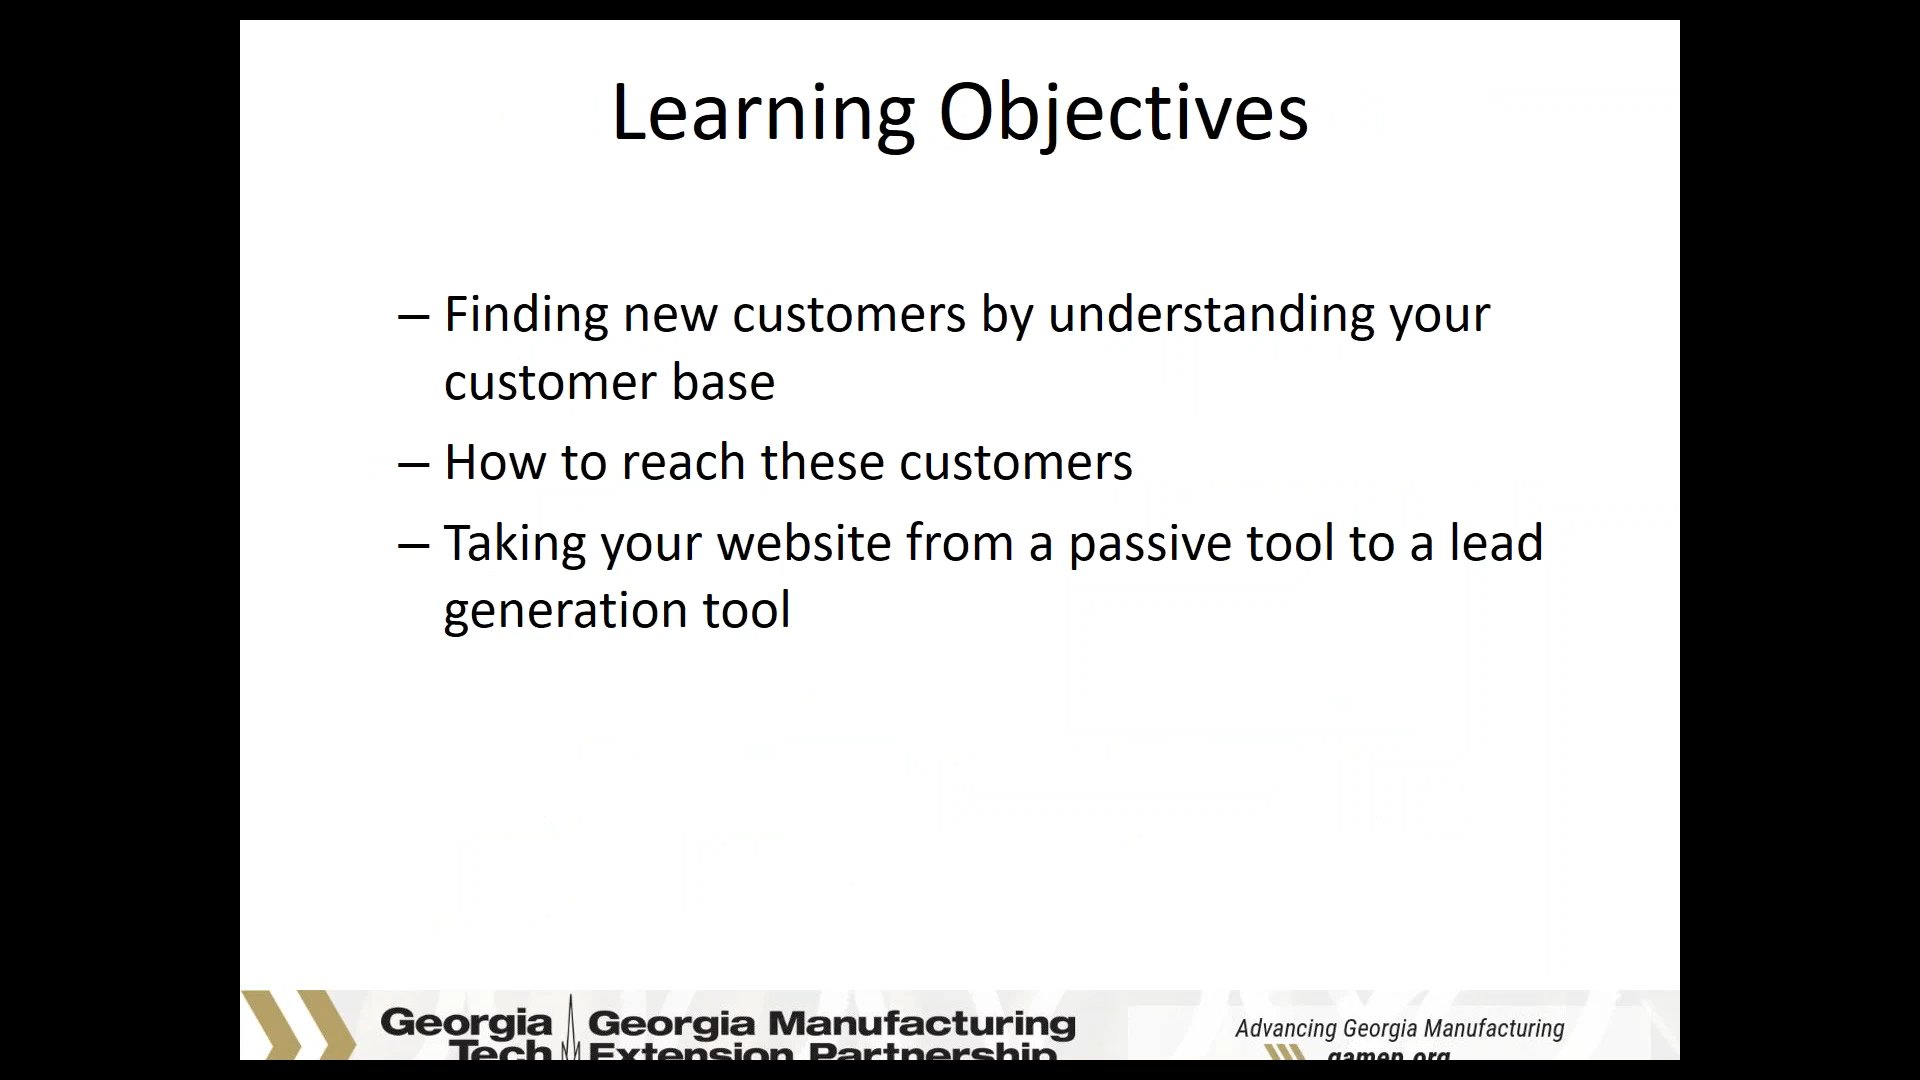 Learning Objectives
– Finding new customers by understanding your
customer base
– How to reach these customers
– Taking your website from a passive tool to a lead
generation tool
Georgia Tech
Georgia Manufacturing
Extension Partnership
Advancing Georgia Manufacturing
gamep.org